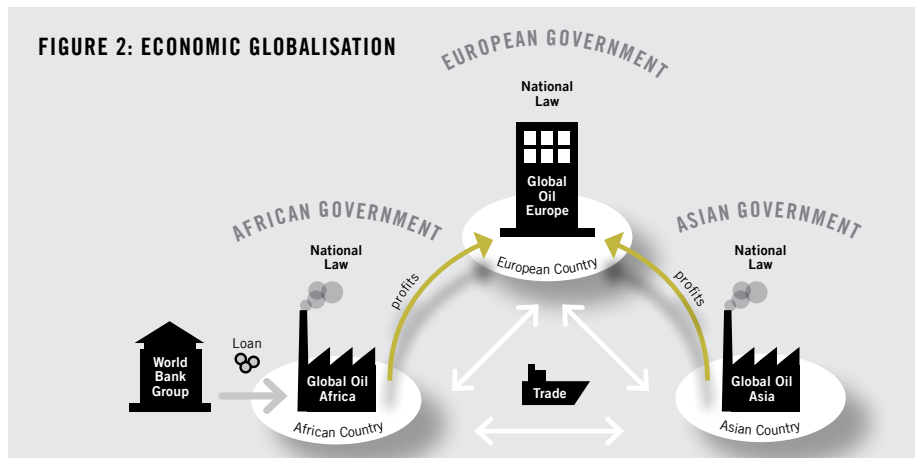 FIGURE 2: ECONOMIC GLOBALISATION
EUROPEAN GOVERNMENT
National
Law
Global
Oil
Europe
European Country
AFRICAN GOVERNMENT
National
Law
profits
ASIAN GOVERNMENT
National
Law
profits
World
Bank
Group
Loan
Global Oil
Africa
African Country
Trade
Global Oil
Asia
Asian Country